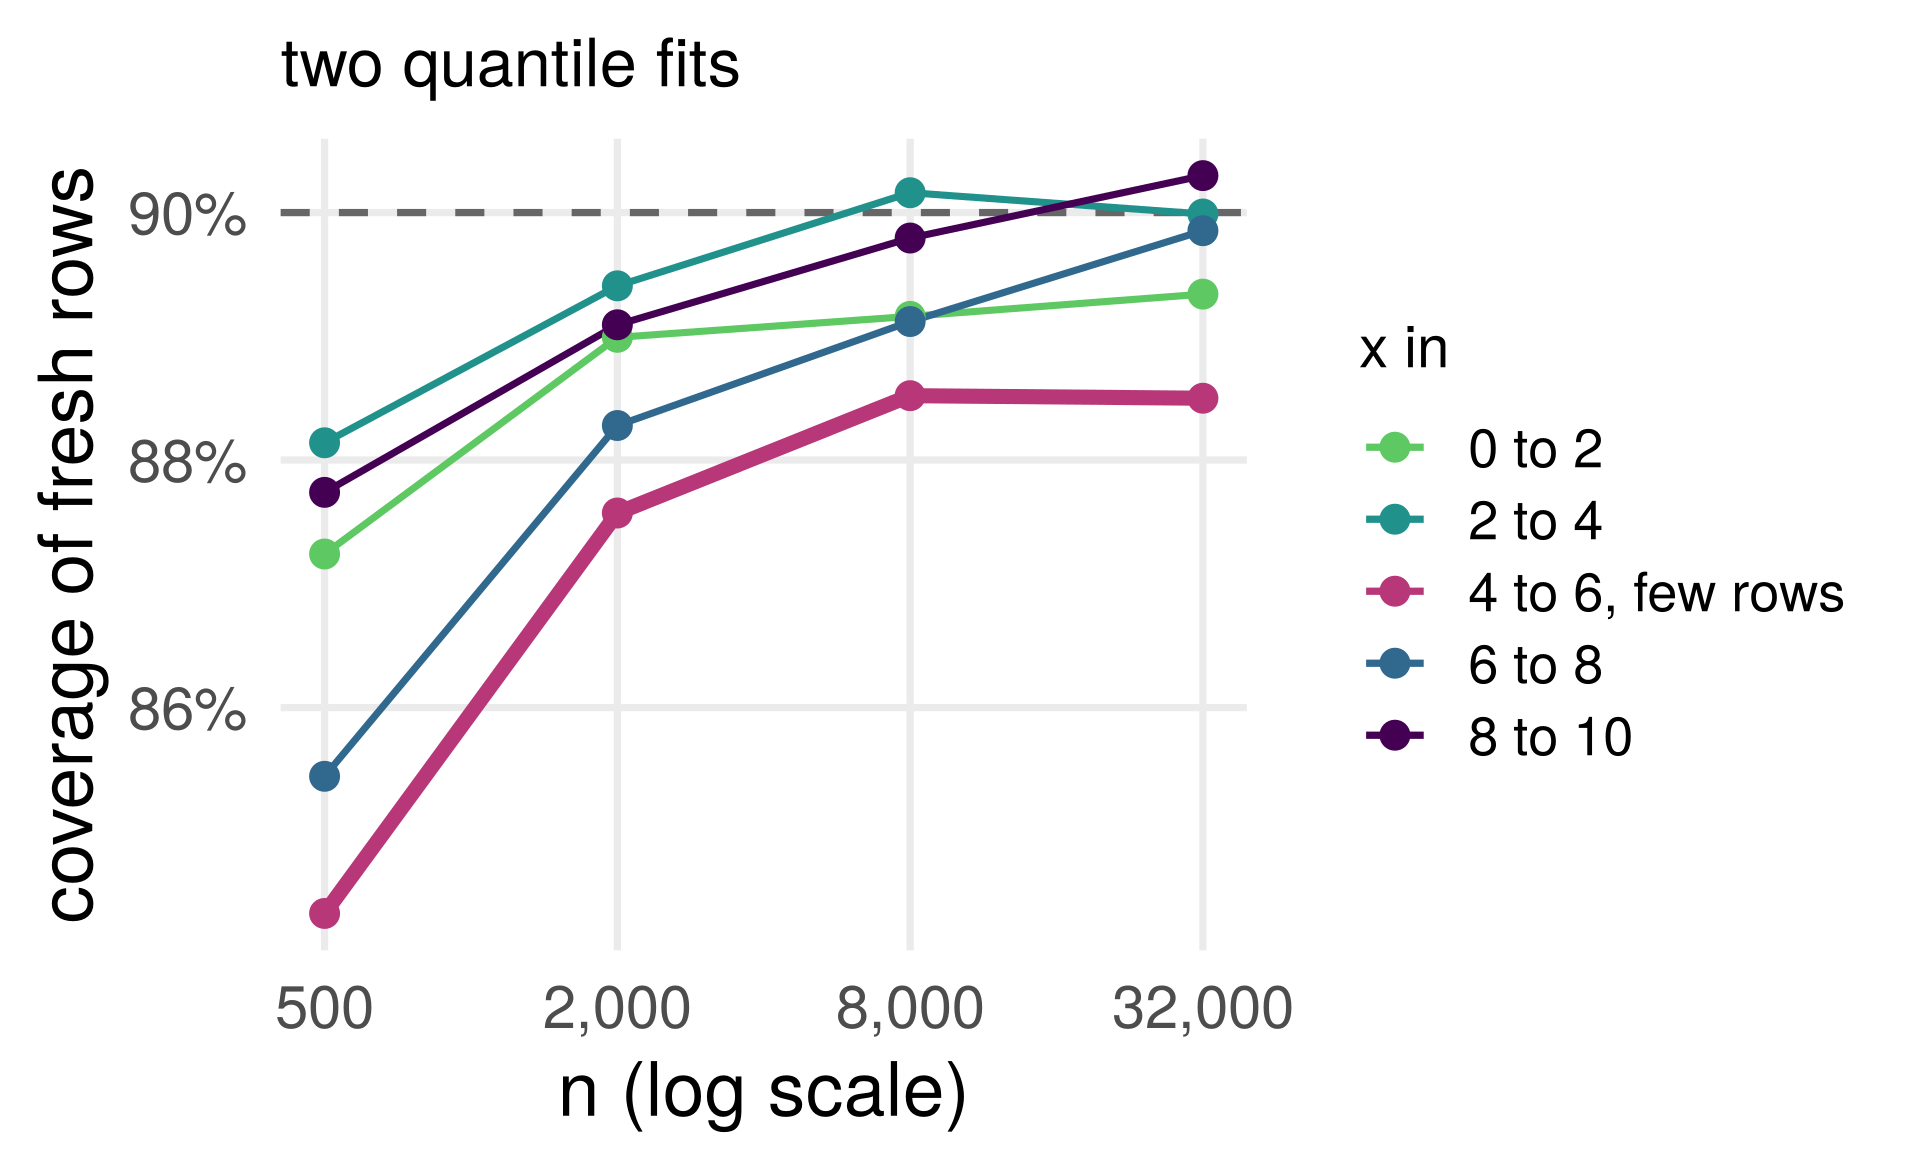 two quantile fits
coverage of fresh rows
90%
88%
86%
500
2,000
8,000
32,000
n (log scale)
x in
0 to 2
2 to 4
4 to 6, few rows
6 to 8
8 to 10